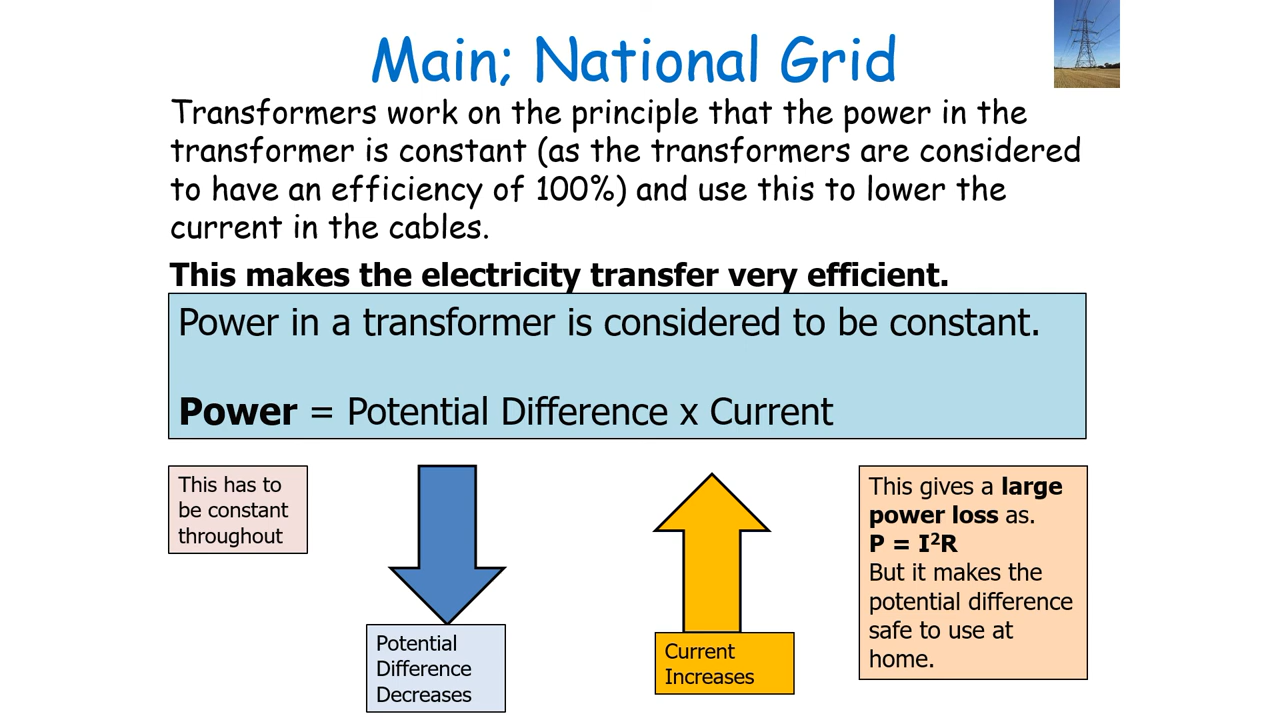 Main; National Grid
Transformers work on the principle that the power in the
transformer is constant (as the transformers are considered
to have an efficiency of 100%) and use this to lower the
current in the cables.
This makes the electricity transfer very efficient.
Power in a transformer is considered to be constant.
Power = Potential Difference x Current
This has to
be constant
throughout
Potential
Difference
Decreases
Current
Increases
This gives a large
power loss as.
P = I²R
But it makes the
potential difference
safe to use at
home.